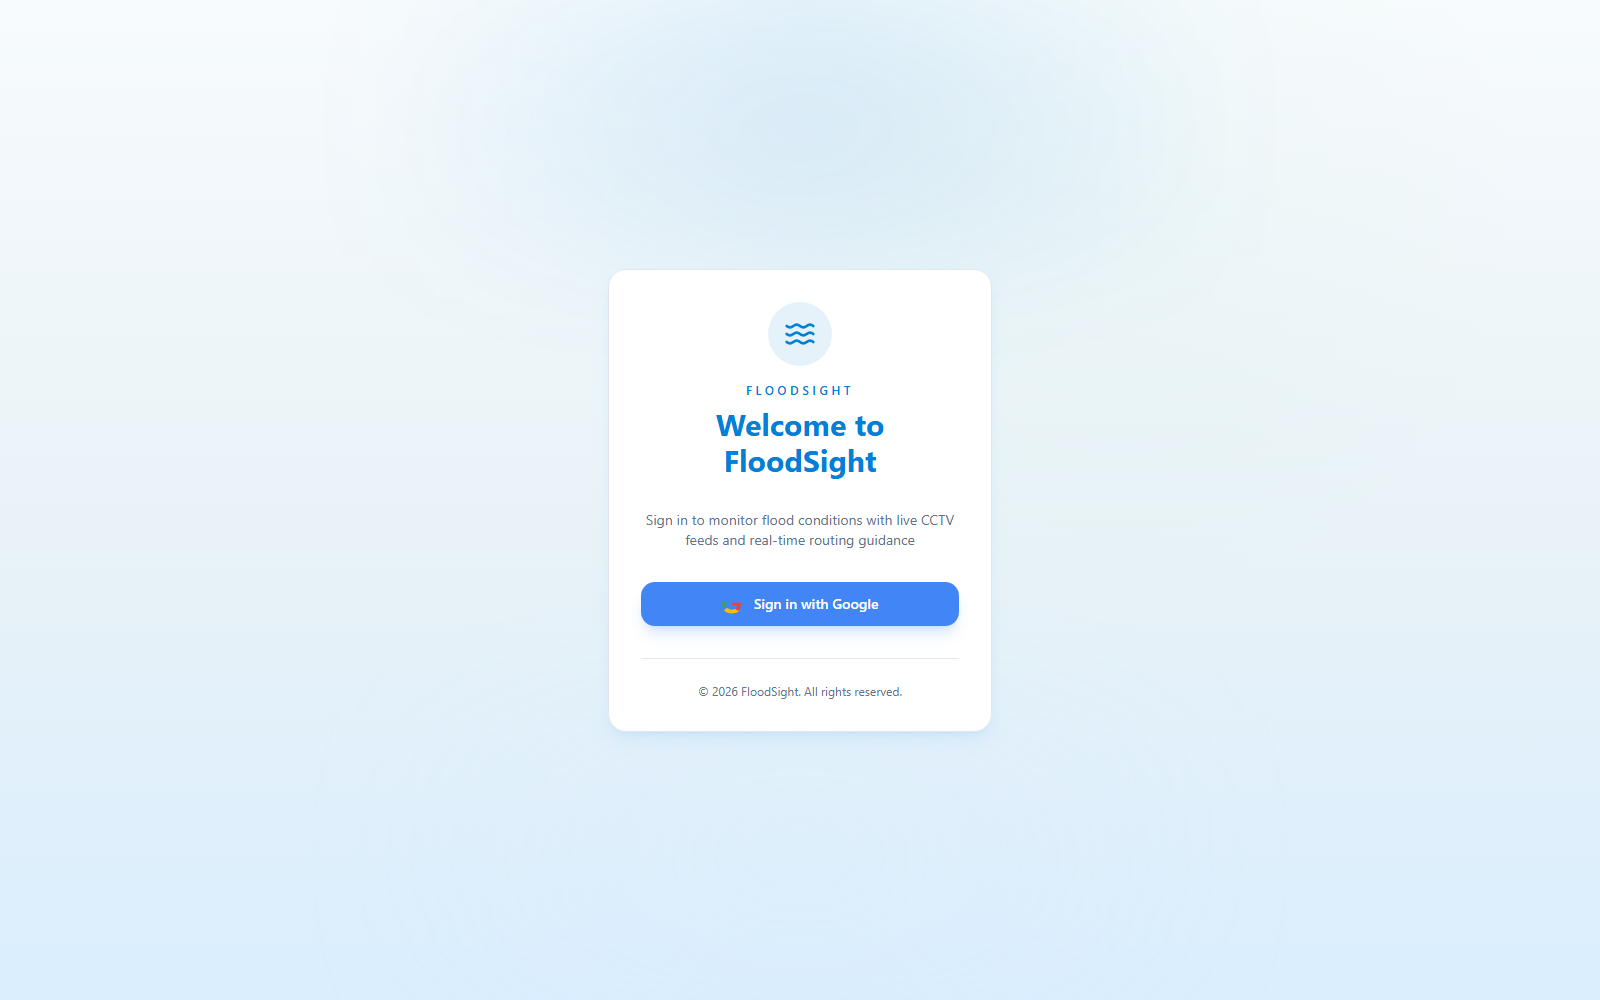 FLOODSIGHT
Welcome to
FloodSight
Sign in to monitor flood conditions with live CCTV
feeds and real-time routing guidance
Sign in with Google
© 2026 FloodSight. All rights reserved.